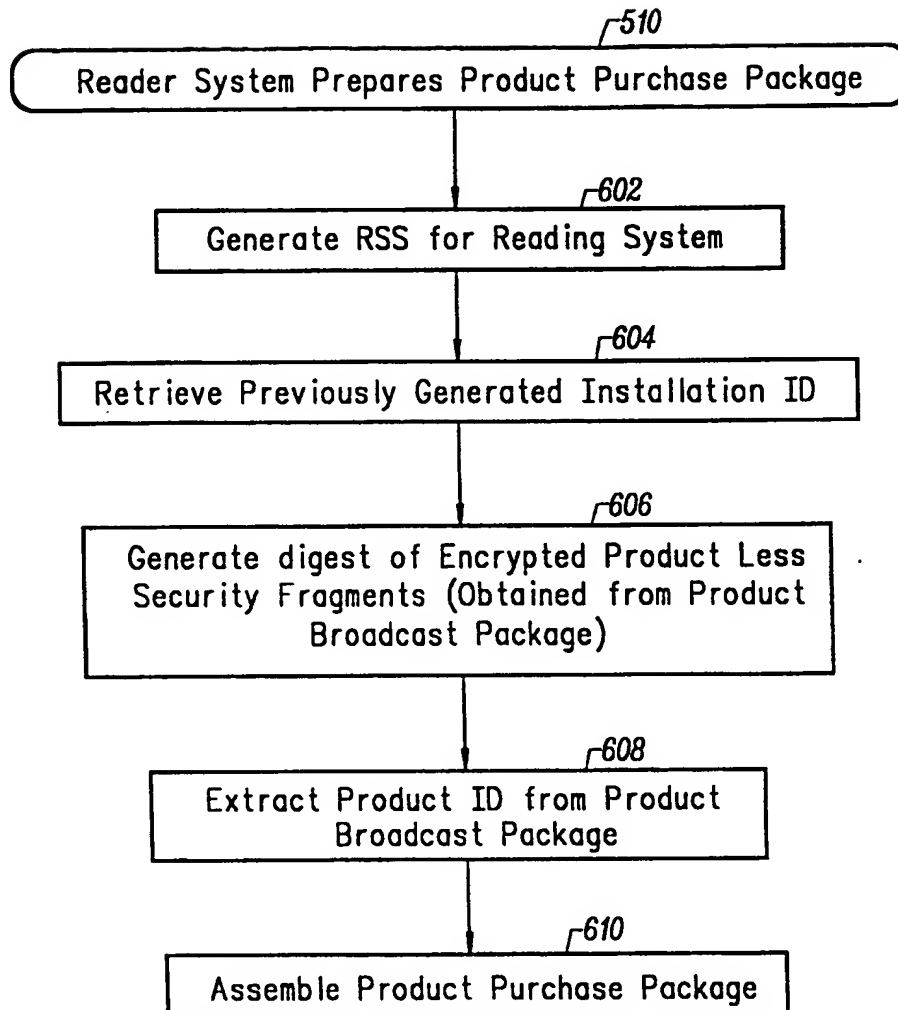 510
Reader System Prepares Product Purchase Package
602
Generate RSS for Reading System
604
Retrieve Previously Generated Installation ID
606
Generate digest of Encrypted Product Less
Security Fragments (Obtained from Product
Broadcast Package)
608
Extract Product ID from Product
Broadcast Package
610
Assemble Product Purchase Package